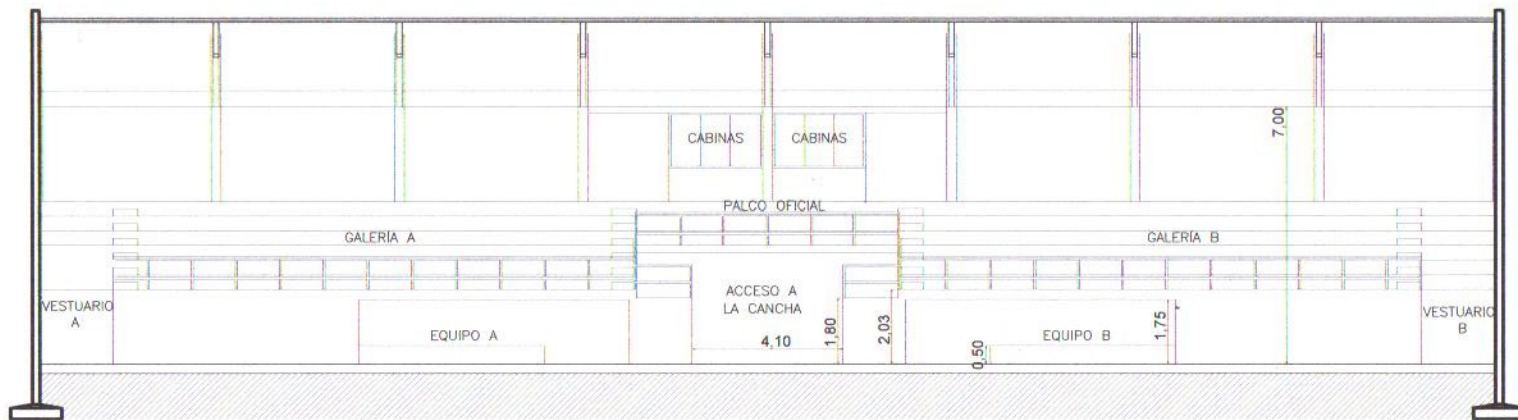 7,00
CABINAS
CABINAS
PALCO OFICIAL
GALERÍA A
GALERÍA B
VESTUARIO
A
ACCESO A
LA CANCHA
VESTUARIO
B
EQUIPO A
4,10
1,80
2,03
0,50
EQUIPO B
1,75